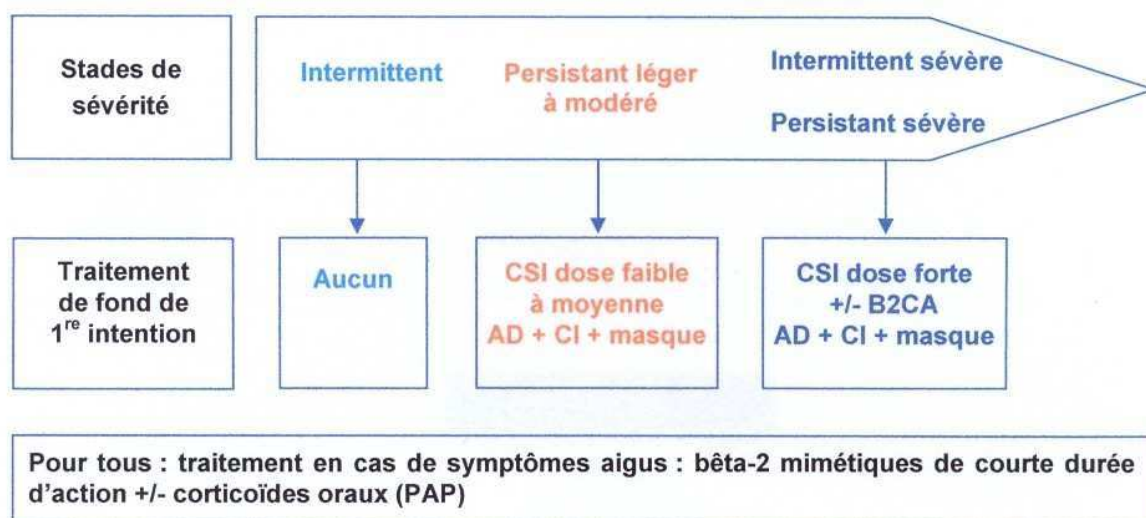 Stades de
sévérité
Intermittent
Persistant léger
à modéré
Intermittent sévère
Persistant sévère
Traitement
de fond de
1re intention
Aucun
CSI dose faible
à moyenne
AD + CI + masque
CSI dose forte
+/- B2CA
AD + CI + masque
Pour tous : traitement en cas de symptômes aigus : bêta-2 mimétiques de courte durée
d'action +/- corticoïdes oraux (PAP)